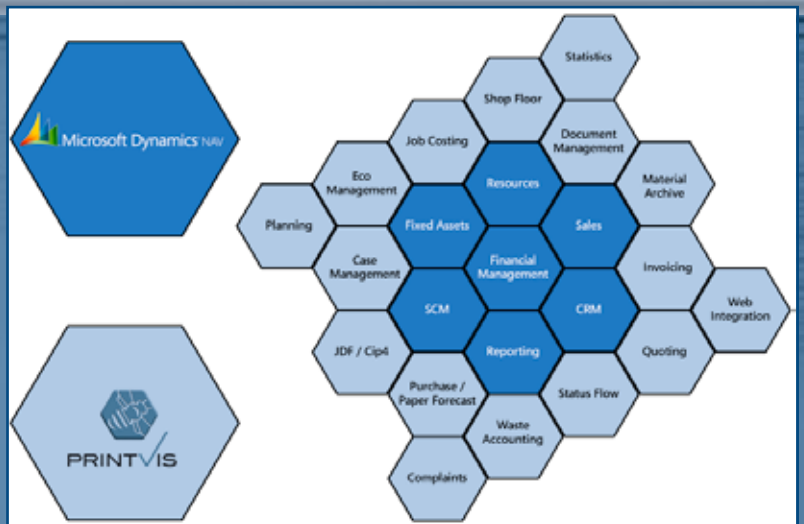 Microsoft Dynamics NAV
PRINTVIS
Statistics
Shop Floor
Job Costing
Document
Management
Eco
Management
Resources
Material
Archive
Planning
Fixed Assets
Sales
Case
Management
Financial
Management
Invoicing
SCM
CRM
Web
Integration
JDF / Cip4
Reporting
Quoting
Purchase /
Paper Forecast
Status Flow
Waste
Accounting
Complaints